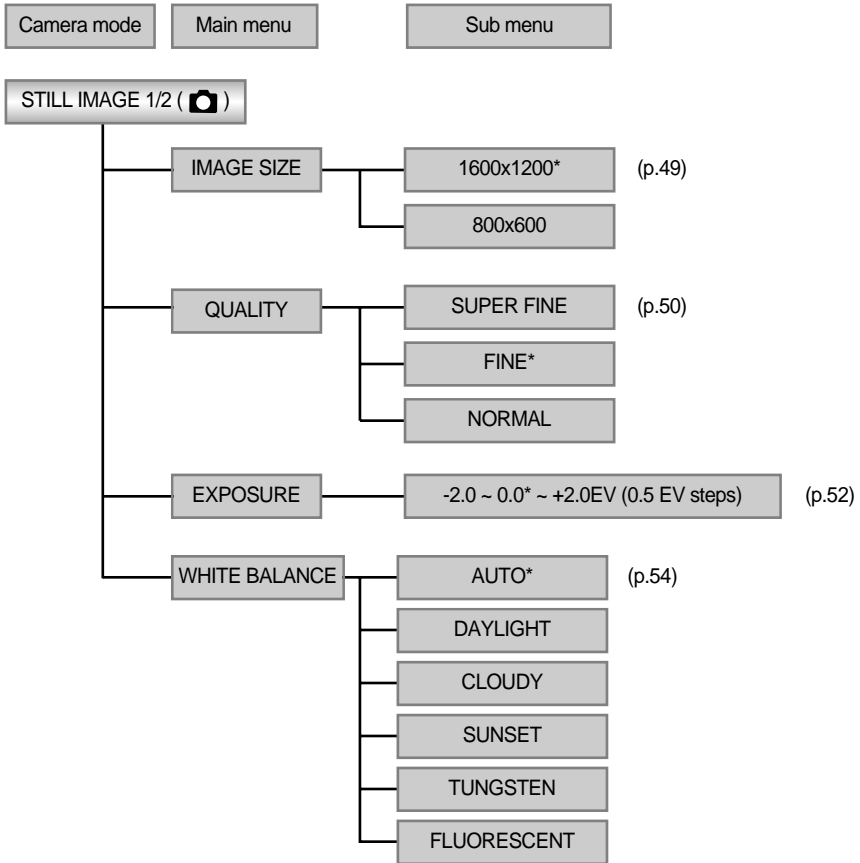 Camera mode Main menu Sub menu
STILL IMAGE 1/2 ( )
IMAGE SIZE 1600x1200* (p.49)
800x600
QUALITY SUPER FINE (p.50)
FINE*
NORMAL
EXPOSURE -2.0 ~ 0.0* ~ +2.0EV (0.5 EV steps) (p.52)
WHITE BALANCE AUTO* (p.54)
DAYLIGHT
CLOUDY
SUNSET
TUNGSTEN
FLUORESCENT